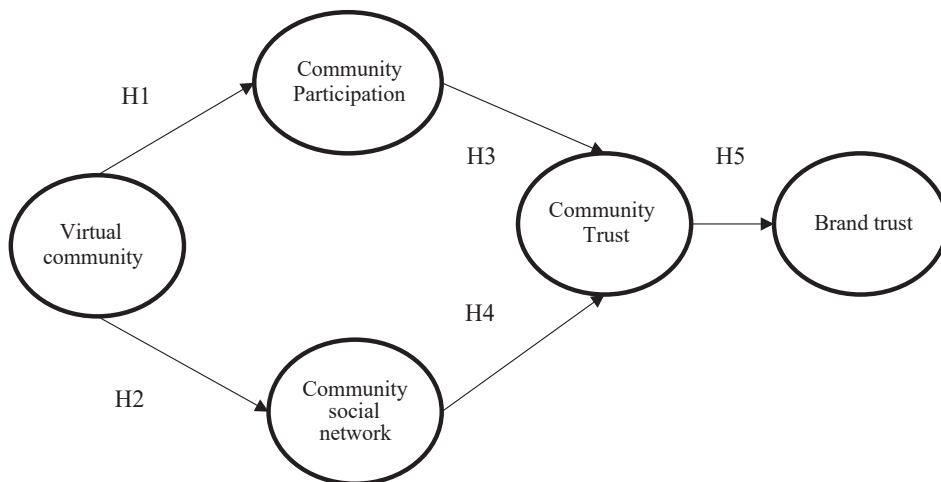 Community
Participation
H1
H3
H5
Community
Trust
Brand trust
Virtual
community
H4
H2
Community
social
network